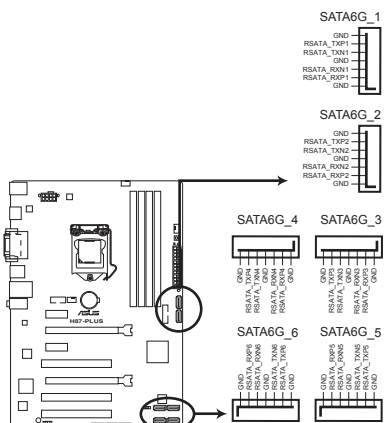 SATA6G_1
GND
RSATA_TXP1
RSATA_TXN1
GND
RSATA_RXN1
RSATA_RXP1
GND
SATA6G_2
GND
RSATA_TXP2
RSATA_TXN2
GND
RSATA_RXN2
RSATA_RXP2
GND
SATA6G_4
GND
RSATA_TXP4
RSATA_TXN4
GND
RSATA_RXN4
RSATA_RXP4
GND
SATA6G_3
GND
RSATA_TXP3
RSATA_TXN3
GND
RSATA_RXN3
RSATA_RXP3
GND
ASUS
H87-PLUS
SATA6G_6
GND
RSATA_RXP6
RSATA_RXN6
GND
RSATA_TXN6
RSATA_TXP6
GND
SATA6G_5
GND
RSATA_RXP5
RSATA_RXN5
GND
RSATA_TXN5
RSATA_TXP5
GND